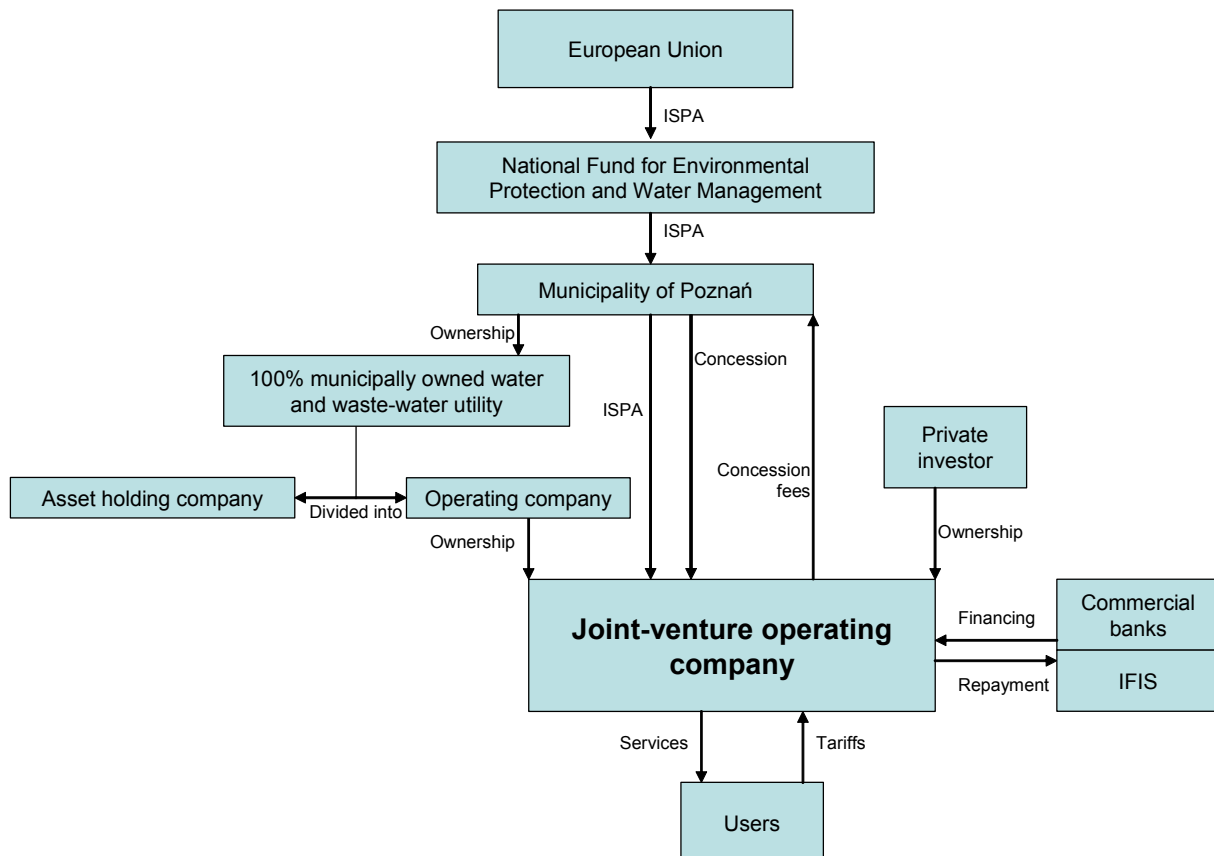 European Union
ISPA
National Fund for Environmental
Protection and Water Management
ISPA
Municipality of Poznań
Ownership
Concession
100% municipally owned water
and waste-water utility
ISPA
Private
investor
Concession
fees
Asset holding company
Divided into
Operating company
Ownership
Ownership
Joint-venture operating
company
Financing
Commercial
banks
Repayment
IFIS
Services
Tariffs
Users